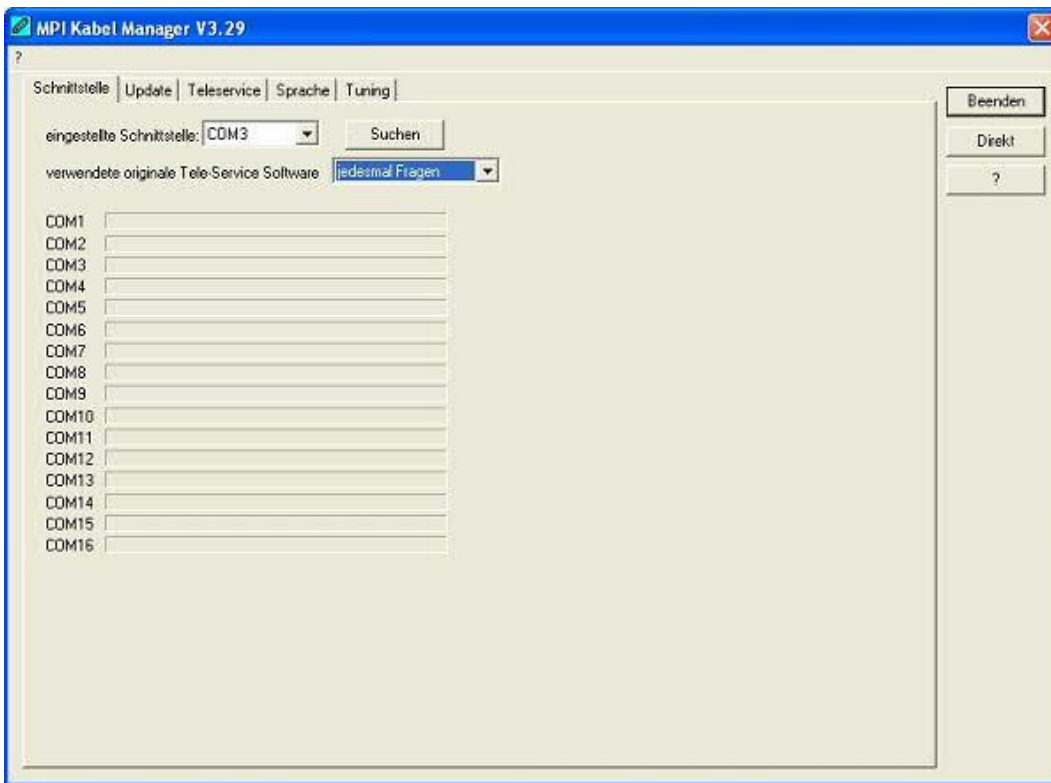 MPI Kabel Manager V3.29
?
Schnittstelle Update Teleservice Sprache Tuning
eingestellte Schnittstelle: COM3 Suchen
verwendete originale Tele-Service Software jedesmal Fragen
COM1
COM2
COM3
COM4
COM5
COM6
COM7
COM8
COM9
COM10
COM11
COM12
COM13
COM14
COM15
COM16
Beenden
Direkt
?